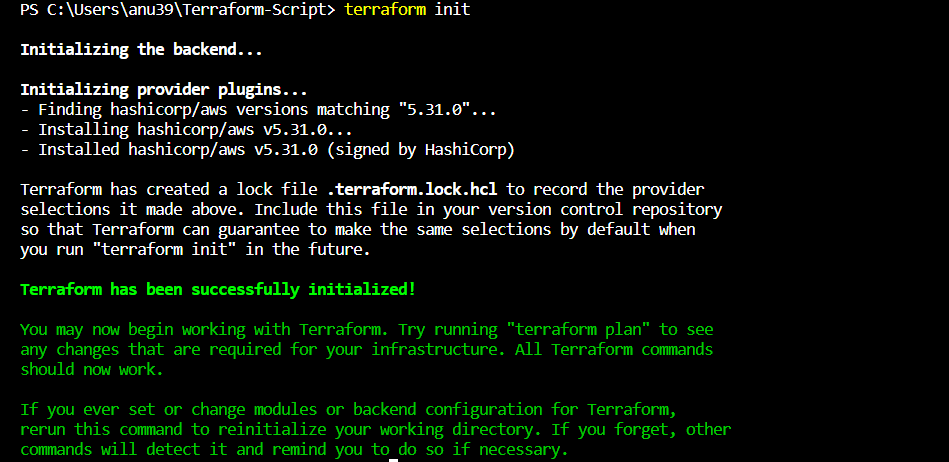 PS C:\Users\anu39\Terraform-Script> terraform init
Initializing the backend...
Initializing provider plugins...
- Finding hashicorp/aws versions matching "5.31.0"...
- Installing hashicorp/aws v5.31.0...
- Installed hashicorp/aws v5.31.0 (signed by HashiCorp)
Terraform has created a lock file .terraform.lock.hcl to record the provider
selections it made above. Include this file in your version control repository
so that Terraform can guarantee to make the same selections by default when
you run "terraform init" in the future.
Terraform has been successfully initialized!
You may now begin working with Terraform. Try running "terraform plan" to see
any changes that are required for your infrastructure. All Terraform commands
should now work.
If you ever set or change modules or backend configuration for Terraform,
rerun this command to reinitialize your working directory. If you forget, other
commands will detect it and remind you to do so if necessary.